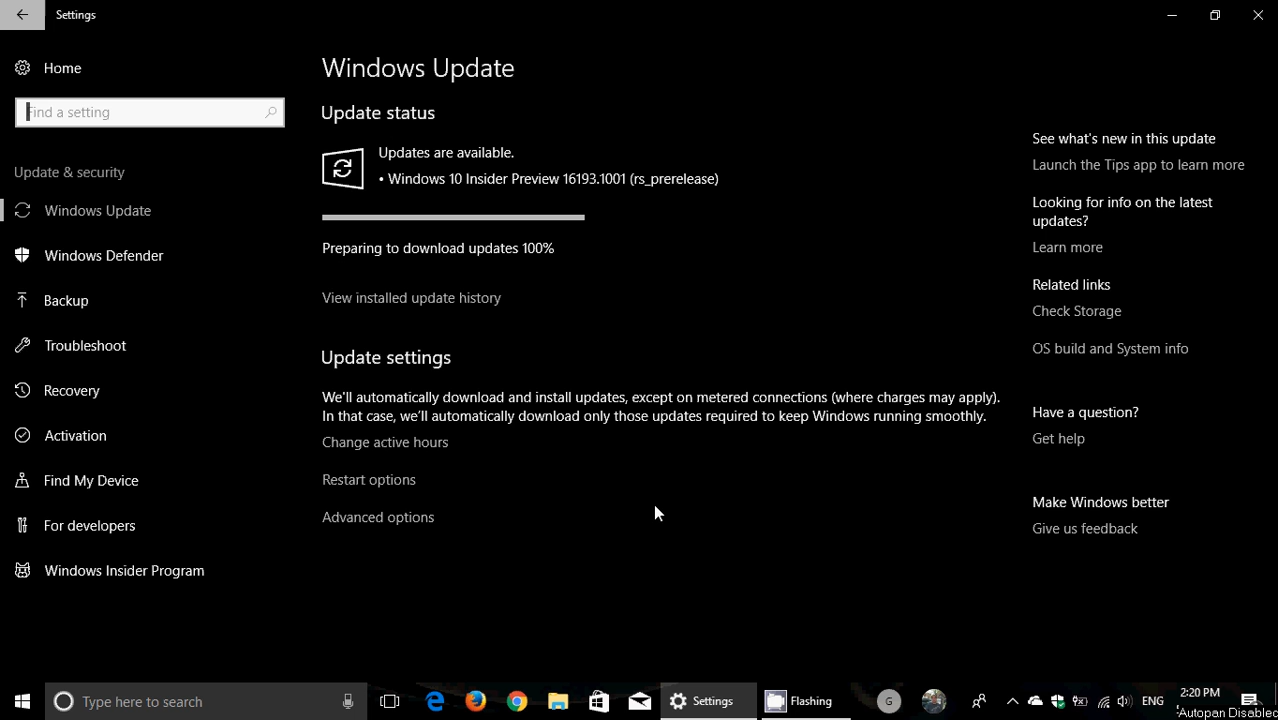 Settings
Home
Find a setting
Update & security
Windows Update
Windows Defender
Backup
Troubleshoot
Recovery
Activation
Find My Device
For developers
Windows Insider Program
Windows Update
Update status
Updates are available.
• Windows 10 Insider Preview 16193.1001 (rs_prerelease)
Preparing to download updates 100%
View installed update history
Update settings
We'll automatically download and install updates, except on metered connections (where charges may apply).
In that case, we'll automatically download only those updates required to keep Windows running smoothly.
Change active hours
Restart options
Advanced options
See what's new in this update
Launch the Tips app to learn more
Looking for info on the latest
updates?
Learn more
Related links
Check Storage
OS build and System info
Have a question?
Get help
Make Windows better
Give us feedback
Type here to search
Settings
Flashing
G
ENG
2:20 PM
Autopan Disabled